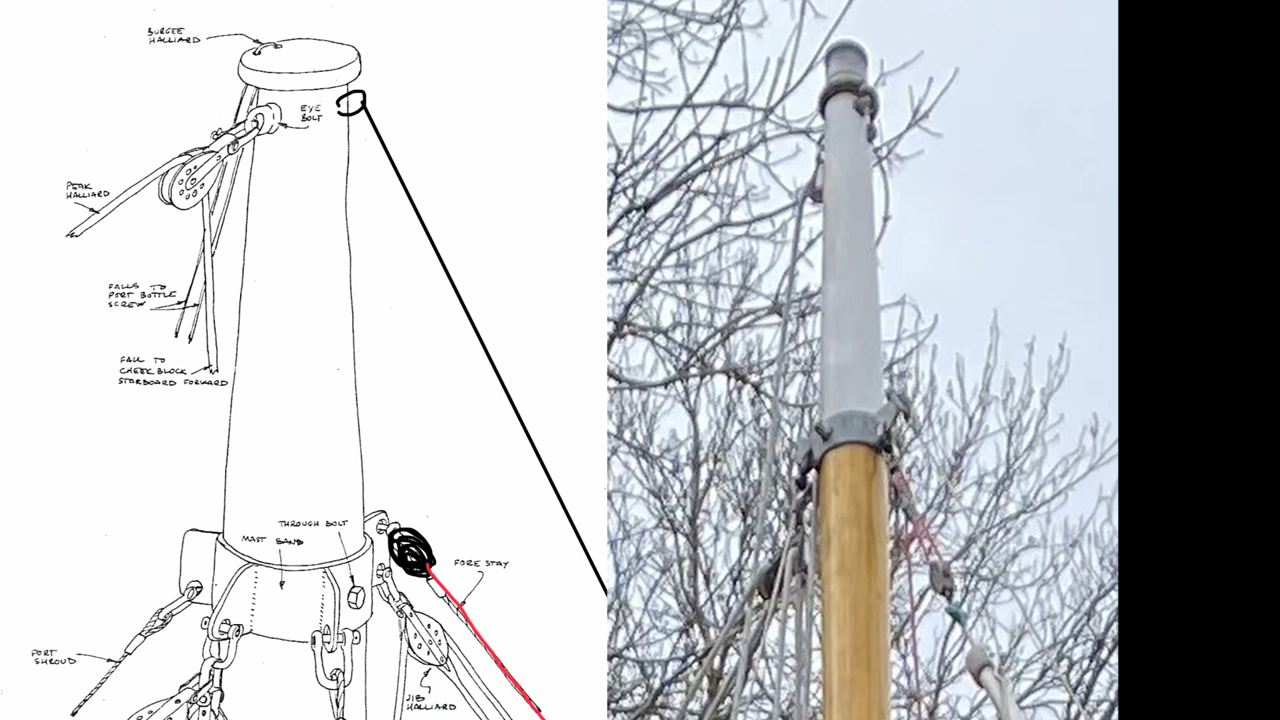 BURGEE
HALLIARD
EYE
BOLT
PEAK
HALLIARD
FALLS TO
PORT BOTTLE
SCREW
FALL TO
CHEEK BLOCK
STARBOARD FORWARD
THROUGH BOLT
MAST BAND
FORE STAY
PORT
SHROUD
JIB
HALLIARD